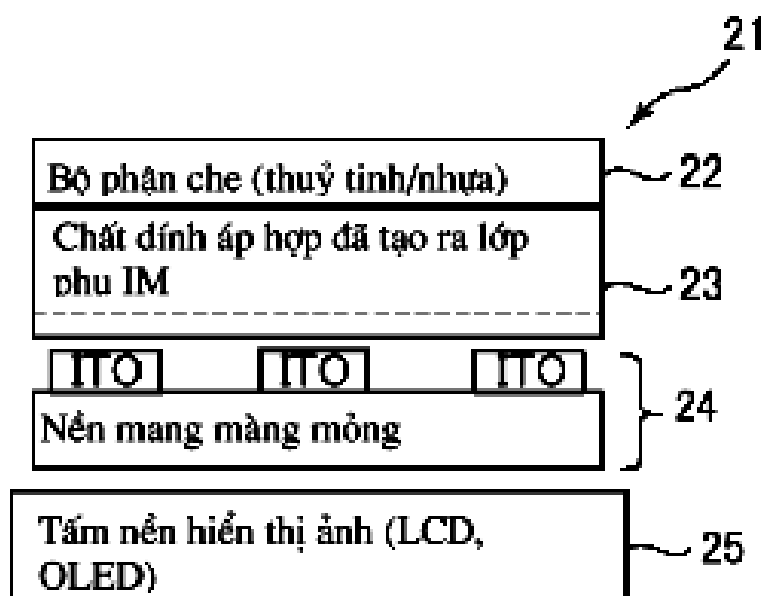 21
Bộ phận che (thuỷ tinh/nhựa)
22
Chất dính áp hợp đã tạo ra lớp
phu IM
23
ITO ITO ITO
24
Nền mang màng mỏng
Tấm nền hiển thị ảnh (LCD,
OLED)
25